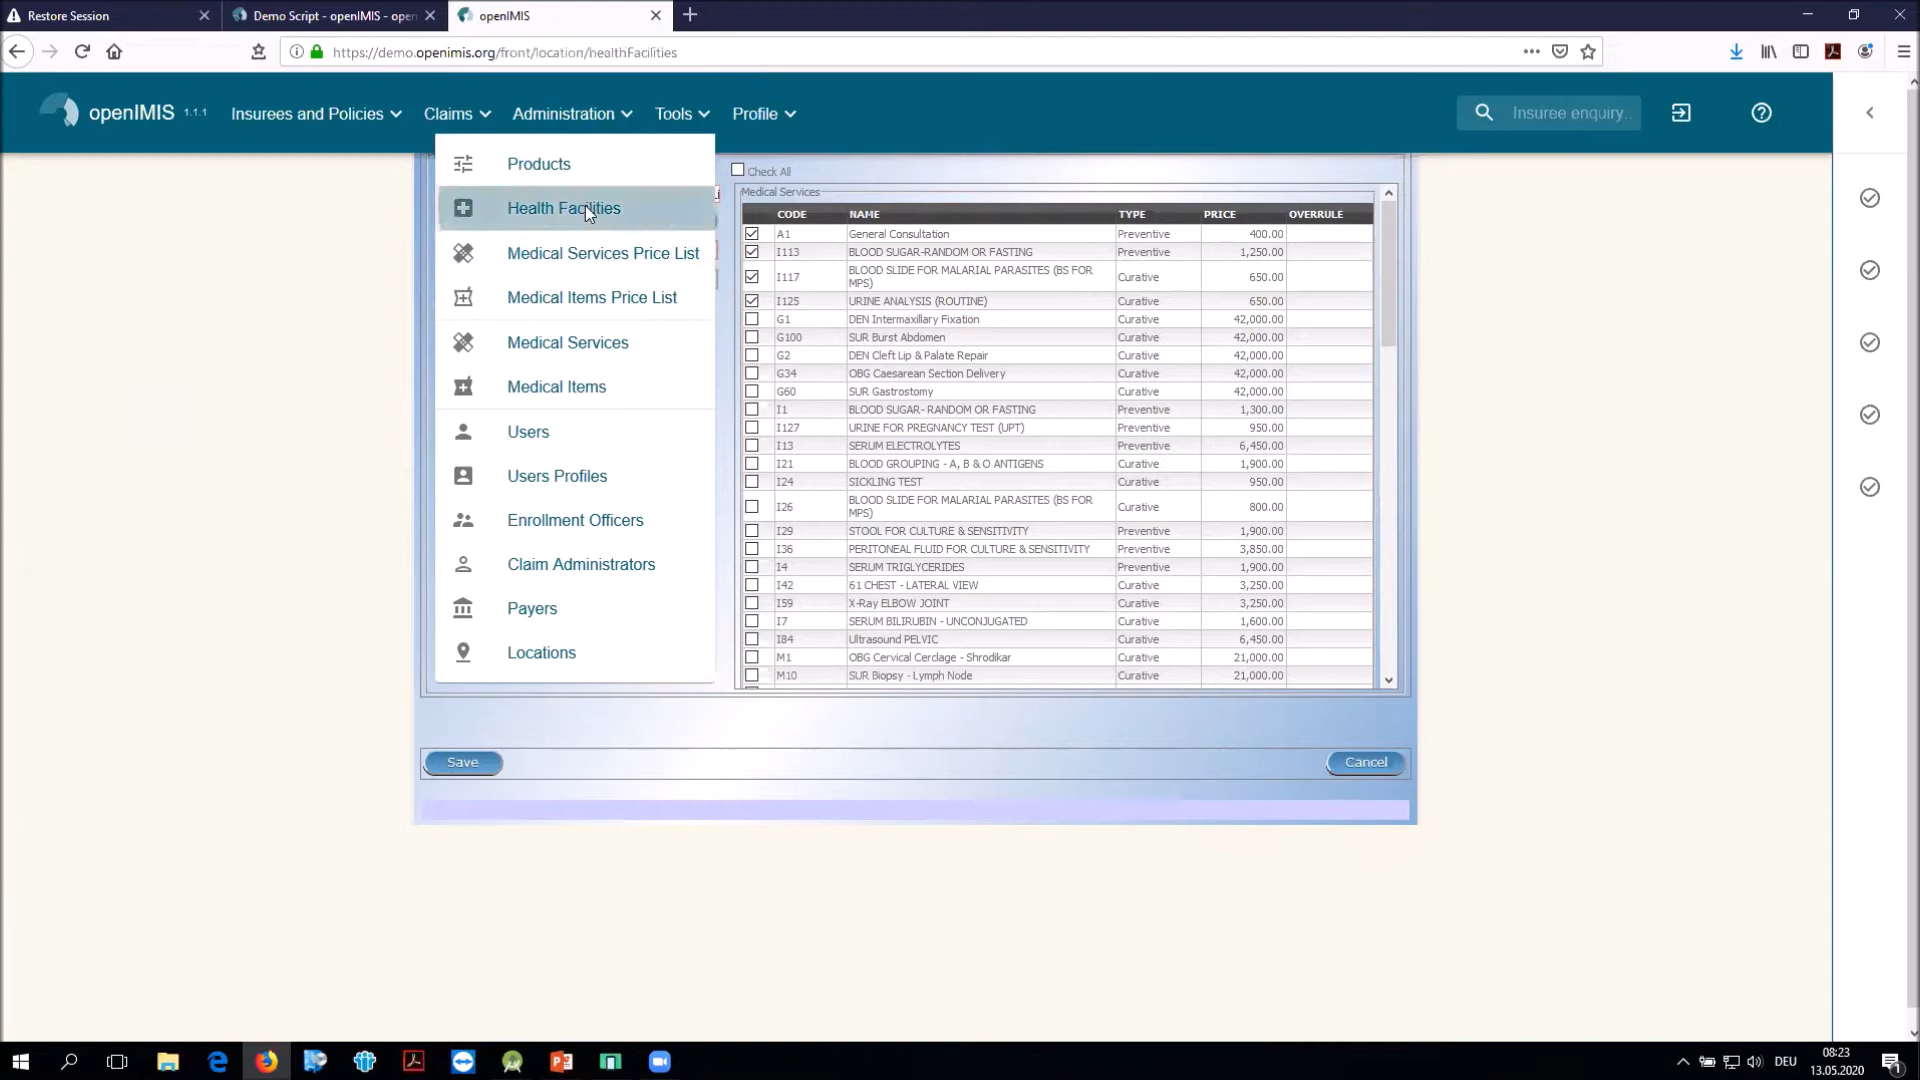 Restore Session
Demo Script - openIMIS - open
openIMIS
https://demo.openimis.org/front/location/healthFacilities
openIMIS 1.1.1
Insurees and Policies
Claims
Administration
Tools
Profile
Insuree enquiry..
Products
Health Facilities
Medical Services Price List
Medical Items Price List
Medical Services
Medical Items
Users
Users Profiles
Enrollment Officers
Claim Administrators
Payers
Locations
Check All
Medical Services
CODE NAME TYPE PRICE OVERRULE
A1 General Consultation Preventive 400.00
I113 BLOOD SUGAR-RANDOM OR FASTING Preventive 1,250.00
I117 BLOOD SLIDE FOR MALARIAL PARASITES (BS FOR MPS) Curative 650.00
I125 URINE ANALYSIS (ROUTINE) Curative 650.00
G1 DEN Intermaxillary Fixation Curative 42,000.00
G100 SUR Burst Abdomen Curative 42,000.00
G2 DEN Cleft Lip & Palate Repair Curative 42,000.00
G34 OBG Caesarean Section Delivery Curative 42,000.00
G60 SUR Gastrostomy Curative 42,000.00
I1 BLOOD SUGAR- RANDOM OR FASTING Preventive 1,300.00
I127 URINE FOR PREGNANCY TEST (UPT) Preventive 950.00
I13 SERUM ELECTROLYTES Preventive 6,450.00
I21 BLOOD GROUPING - A, B & O ANTIGENS Curative 1,900.00
I24 SICKLING TEST Curative 950.00
I26 BLOOD SLIDE FOR MALARIAL PARASITES (BS FOR MPS) Curative 800.00
I29 STOOL FOR CULTURE & SENSITIVITY Preventive 1,900.00
I36 PERITONEAL FLUID FOR CULTURE & SENSITIVITY Preventive 3,850.00
I4 SERUM TRIGLYCERIDES Preventive 1,900.00
I42 61 CHEST - LATERAL VIEW Curative 3,250.00
I59 X-Ray ELBOW JOINT Curative 3,250.00
I7 SERUM BILIRUBIN - UNCONJUGATED Curative 1,600.00
I84 Ultrasound PELVIC Curative 6,450.00
M1 OBG Cervical Cerclage - Shrodikar Curative 21,000.00
M10 SUR Biopsy - Lymph Node Curative 21,000.00
Save
Cancel
DEU
08:23
13.05.2020
1